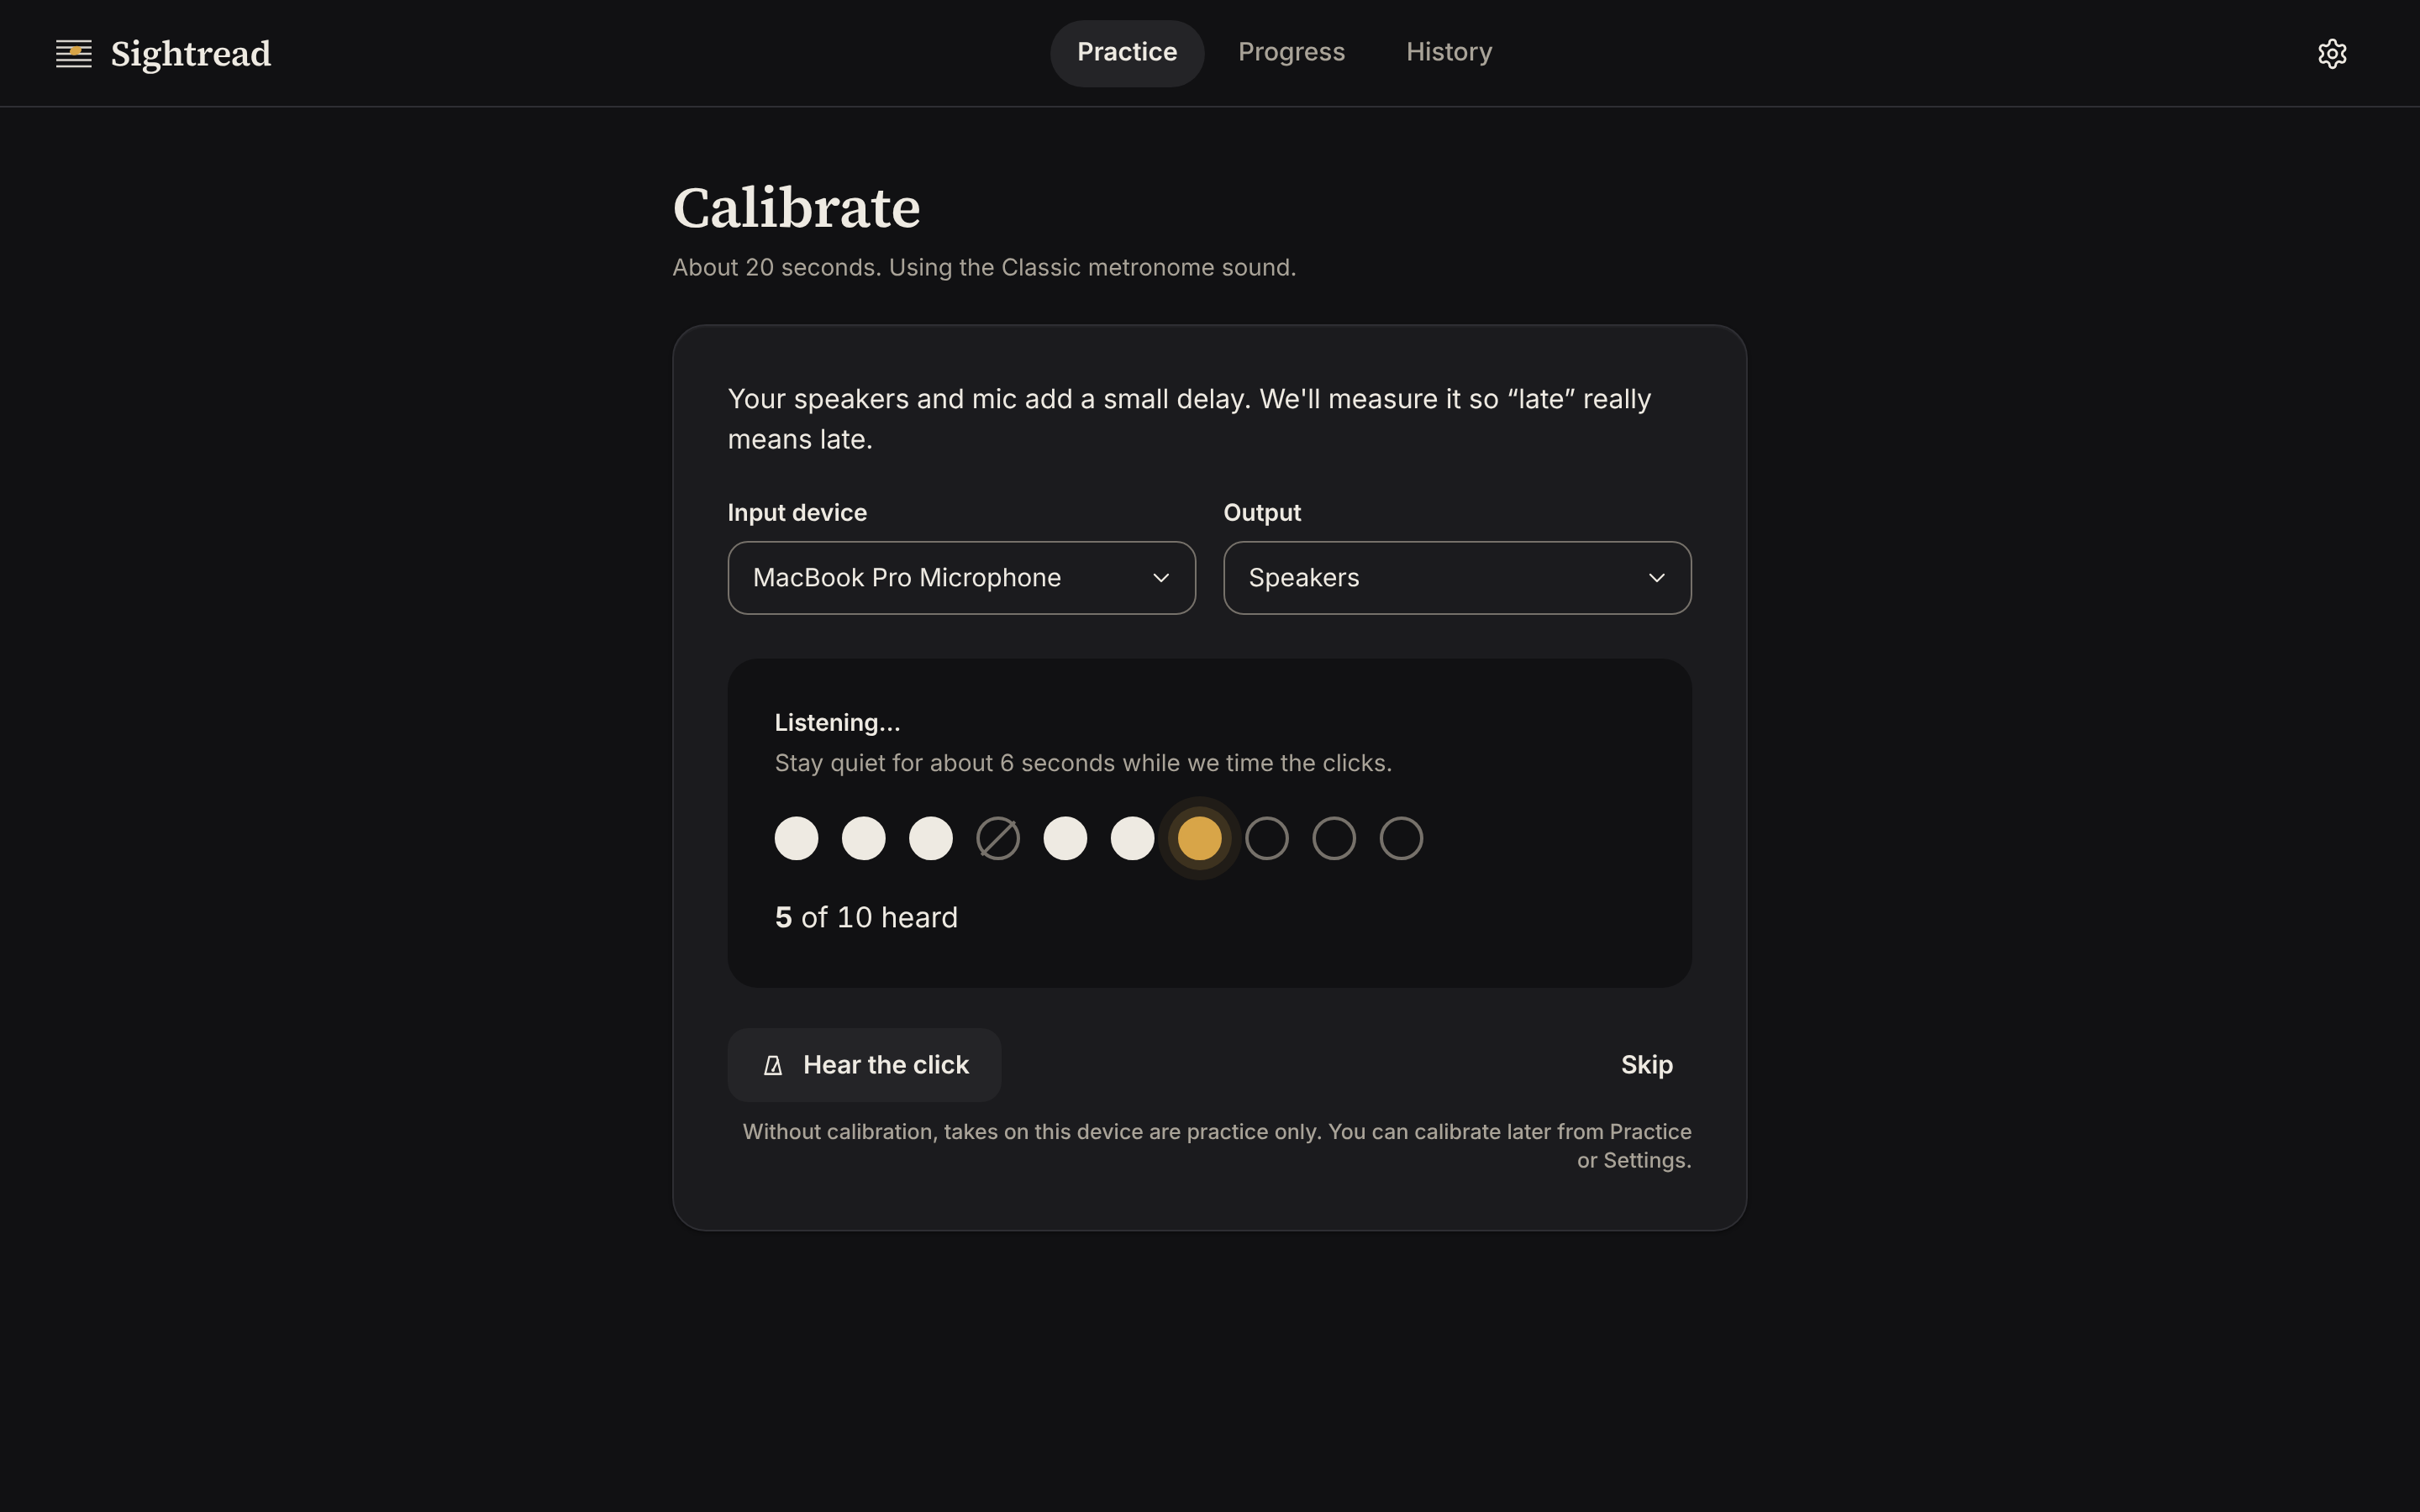 Sightread
Practice
Progress
History
Calibrate
About 20 seconds. Using the Classic metronome sound.
Your speakers and mic add a small delay. We'll measure it so “late” really
means late.
Input device
Output
MacBook Pro Microphone
Speakers
Listening…
Stay quiet for about 6 seconds while we time the clicks.
5 of 10 heard
Hear the click
Skip
Without calibration, takes on this device are practice only. You can calibrate later from Practice
or Settings.